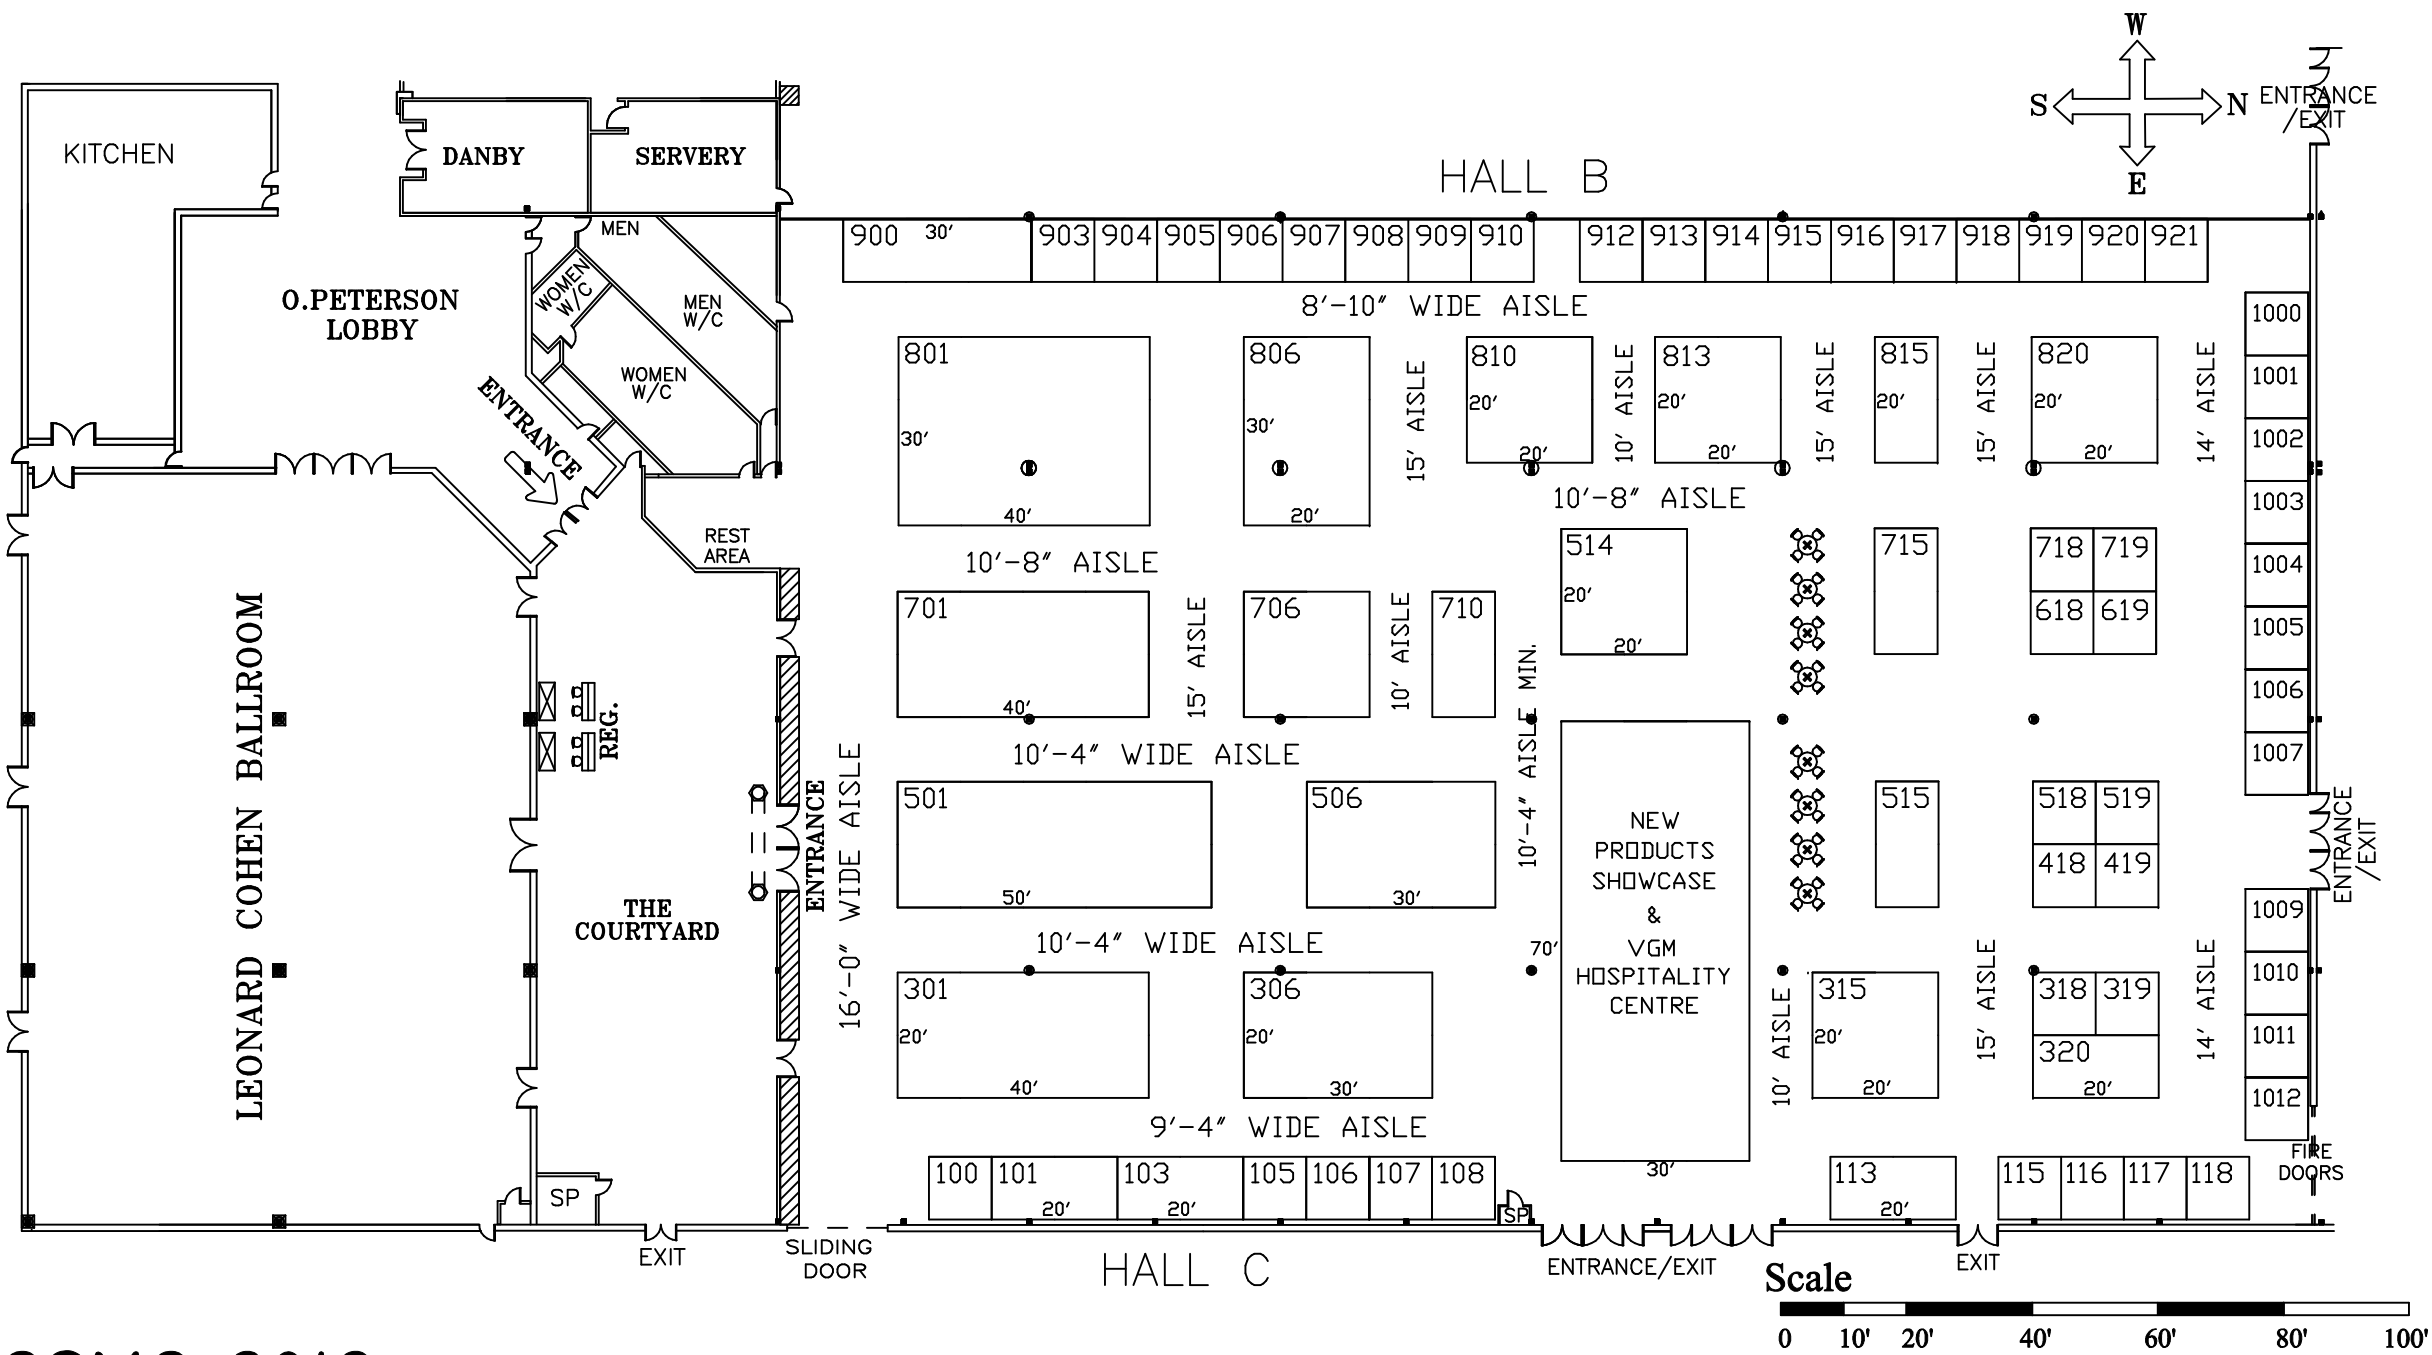 W
S
N
E
ENTRANCE
/EXIT
KITCHEN
DANBY
SERVERY
HALL B
MEN
900 30′ 903 904 905 906 907 908 909 910 912 913 914 915 916 917 918 919 920 921
O.PETERSON
LOBBY
WOMEN
W/C
MEN
W/C
WOMEN
W/C
ENTRANCE
8′-10″ WIDE AISLE
1000
1001
1002
1003
1004
1005
1006
1007
801
30′
40′
806
30′
20′
15′ AISLE
810
20′
20′
10′ AISLE
813
20′
20′
15′ AISLE
815
20′
15′ AISLE
820
20′
20′
14′ AISLE
REST
AREA
10′-8″ AISLE
10′-8″ AISLE
514
20′
20′
715
718 719
618 619
701
40′
15′ AISLE
706
10′ AISLE
710
10′-4″ AISLE MIN.
REG.
LEONARD COHEN BALLROOM
THE
COURTYARD
ENTRANCE
16′-0″ WIDE AISLE
10′-4″ WIDE AISLE
501
50′
506
30′
NEW
PRODUCTS
SHOWCASE
&
VGM
HOSPITALITY
CENTRE
70′
30′
515
518 519
418 419
ENTRANCE
/EXIT
1009
1010
1011
1012
10′-4″ WIDE AISLE
301
20′
40′
306
20′
30′
10′ AISLE
315
20′
20′
15′ AISLE
318 319
320
20′
14′ AISLE
9′-4″ WIDE AISLE
FIRE
DOORS
100 101 20′ 103 20′ 105 106 107 108
113 20′ 115 116 117 118
SP
SP
EXIT
SLIDING
DOOR
HALL C
ENTRANCE/EXIT
EXIT
Scale
0 10' 20' 40' 60' 80' 100'